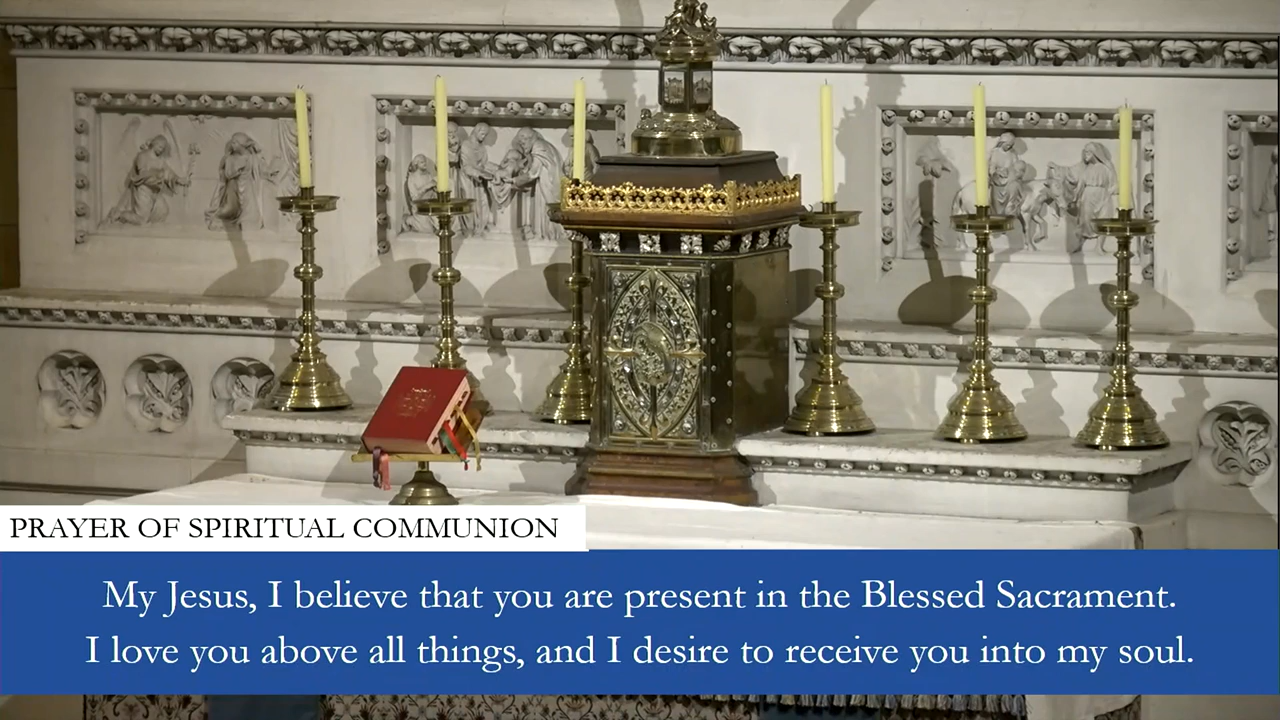 PRAYER OF SPIRITUAL COMMUNION
My Jesus, I believe that you are present in the Blessed Sacrament.
I love you above all things, and I desire to receive you into my soul.